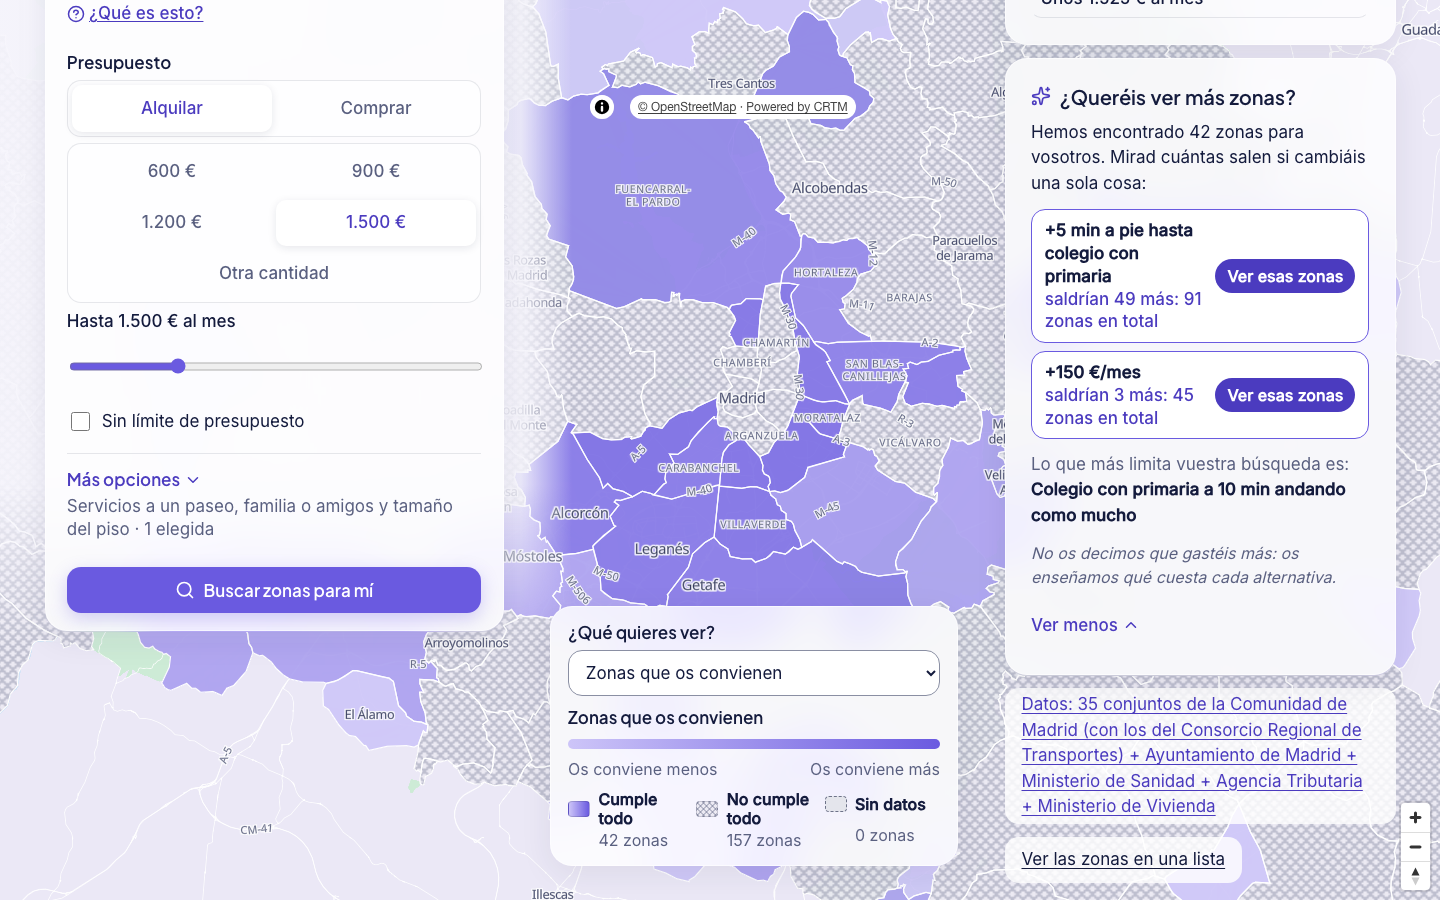 ¿Qué es esto?
Presupuesto
Alquilar
Comprar
600 €
900 €
1.200 €
1.500 €
Otra cantidad
Hasta 1.500 € al mes
Sin límite de presupuesto
Más opciones
Servicios a un paseo, familia o amigos y tamaño
del piso · 1 elegida
Buscar zonas para mí
Tres Cantos
© OpenStreetMap · Powered by CRTM
FUENCARRAL-
EL PARDO
Alcobendas
M-50
M-40
M-12
Paracuellos
de Jarama
HORTALEZA
BARAJAS
M-11
M-30
CHAMARTÍN
A-2
CHAMBERÍ
SAN BLAS-
CANILLEJAS
M-30
Madrid
MORATALAZ
R-3
ARGANZUELA
A-3
VICÁLVARO
A-5
CARABANCHEL
M-40
Alcorcón
VILLAVERDE
M-45
Leganés
Móstoles
M-50
M-506
Getafe
Arroyomolinos
R-5
El Álamo
A-5
CM-41
Illescas
¿Qué quieres ver?
Zonas que os convienen
Zonas que os convienen
Os conviene menos
Os conviene más
Cumple
todo
42 zonas
No cumple
todo
157 zonas
Sin datos
0 zonas
¿Queréis ver más zonas?
Hemos encontrado 42 zonas para
vosotros. Mirad cuántas salen si cambiáis
una sola cosa:
+5 min a pie hasta
colegio con
primaria
saldrían 49 más: 91
zonas en total
Ver esas zonas
+150 €/mes
saldrían 3 más: 45
zonas en total
Ver esas zonas
Lo que más limita vuestra búsqueda es:
Colegio con primaria a 10 min andando
como mucho
No os decimos que gastéis más: os
enseñamos qué cuesta cada alternativa.
Ver menos
Datos: 35 conjuntos de la Comunidad de
Madrid (con los del Consorcio Regional de
Transportes) + Ayuntamiento de Madrid +
Ministerio de Sanidad + Agencia Tributaria
+ Ministerio de Vivienda
Ver las zonas en una lista